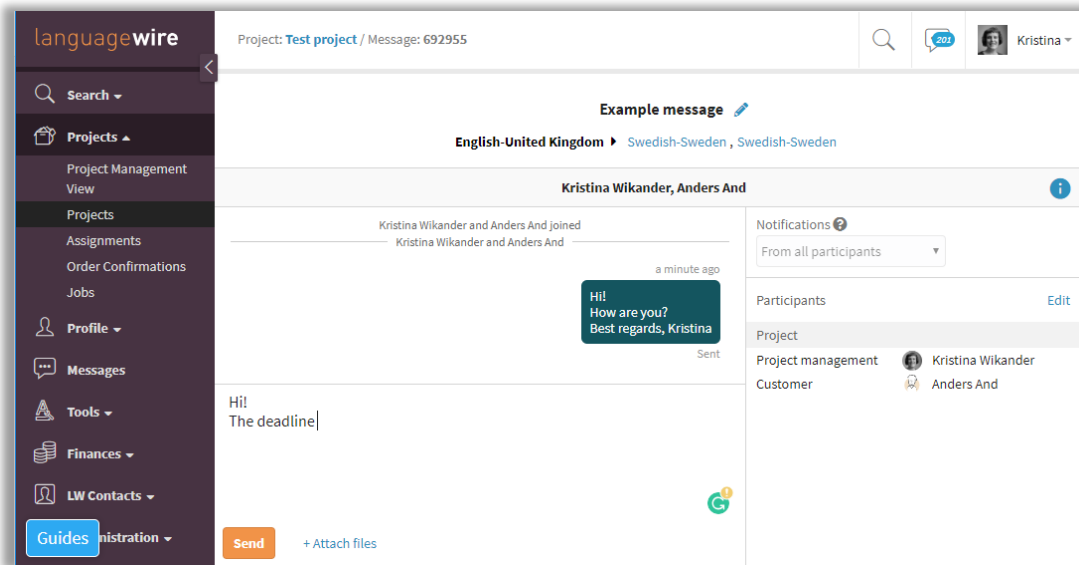 languagewire
Project: Test project / Message: 692955
201
Kristina
Search
Projects
Project Management
View
Projects
Assignments
Order Confirmations
Jobs
Profile
Messages
Tools
Finances
LW Contacts
nistration
Guides
Example message
English-United Kingdom Swedish-Sweden , Swedish-Sweden
Kristina Wikander, Anders And
Kristina Wikander and Anders And joined
Kristina Wikander and Anders And
a minute ago
Hi!
How are you?
Best regards, Kristina
Sent
Hi!
The deadline
Send
+ Attach files
Notifications
From all participants
Participants Edit
Project
Project management Kristina Wikander
Customer Anders And